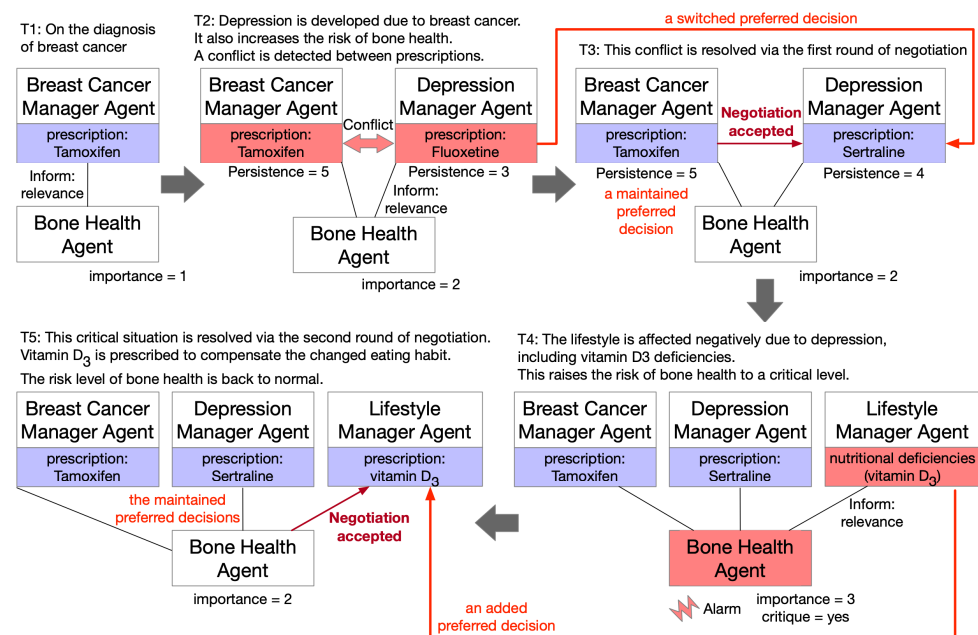 T1: On the diagnosis
of breast cancer
Breast Cancer
Manager Agent
prescription:
Tamoxifen
Inform:
relevance
Bone Health
Agent
importance = 1
T2: Depression is developed due to breast cancer.
It also increases the risk of bone health.
A conflict is detected between prescriptions.
Breast Cancer
Manager Agent
prescription:
Tamoxifen
Persistence = 5
Conflict
Depression
Manager Agent
prescription:
Fluoxetine
Persistence = 3
Inform:
relevance
Bone Health
Agent
importance = 2
a switched preferred decision
T3: This conflict is resolved via the first round of negotiation
Breast Cancer
Manager Agent
prescription:
Tamoxifen
Persistence = 5
a maintained
preferred
decision
Negotiation
accepted
Depression
Manager Agent
prescription:
Sertraline
Persistence = 4
Bone Health
Agent
importance = 2
T4: The lifestyle is affected negatively due to depression,
including vitamin D3 deficiencies.
This raises the risk of bone health to a critical level.
Breast Cancer
Manager Agent
prescription:
Tamoxifen
Depression
Manager Agent
prescription:
Sertraline
Lifestyle
Manager Agent
nutritional deficiencies
(vitamin D3)
Inform:
relevance
Bone Health
Agent
Alarm
importance = 3
critique = yes
T5: This critical situation is resolved via the second round of negotiation.
Vitamin D3 is prescribed to compensate the changed eating habit.
The risk level of bone health is back to normal.
Breast Cancer
Manager Agent
prescription:
Tamoxifen
Depression
Manager Agent
prescription:
Sertraline
Lifestyle
Manager Agent
prescription:
vitamin D3
the maintained
preferred decisions
Negotiation
accepted
Bone Health
Agent
importance = 2
an added
preferred decision